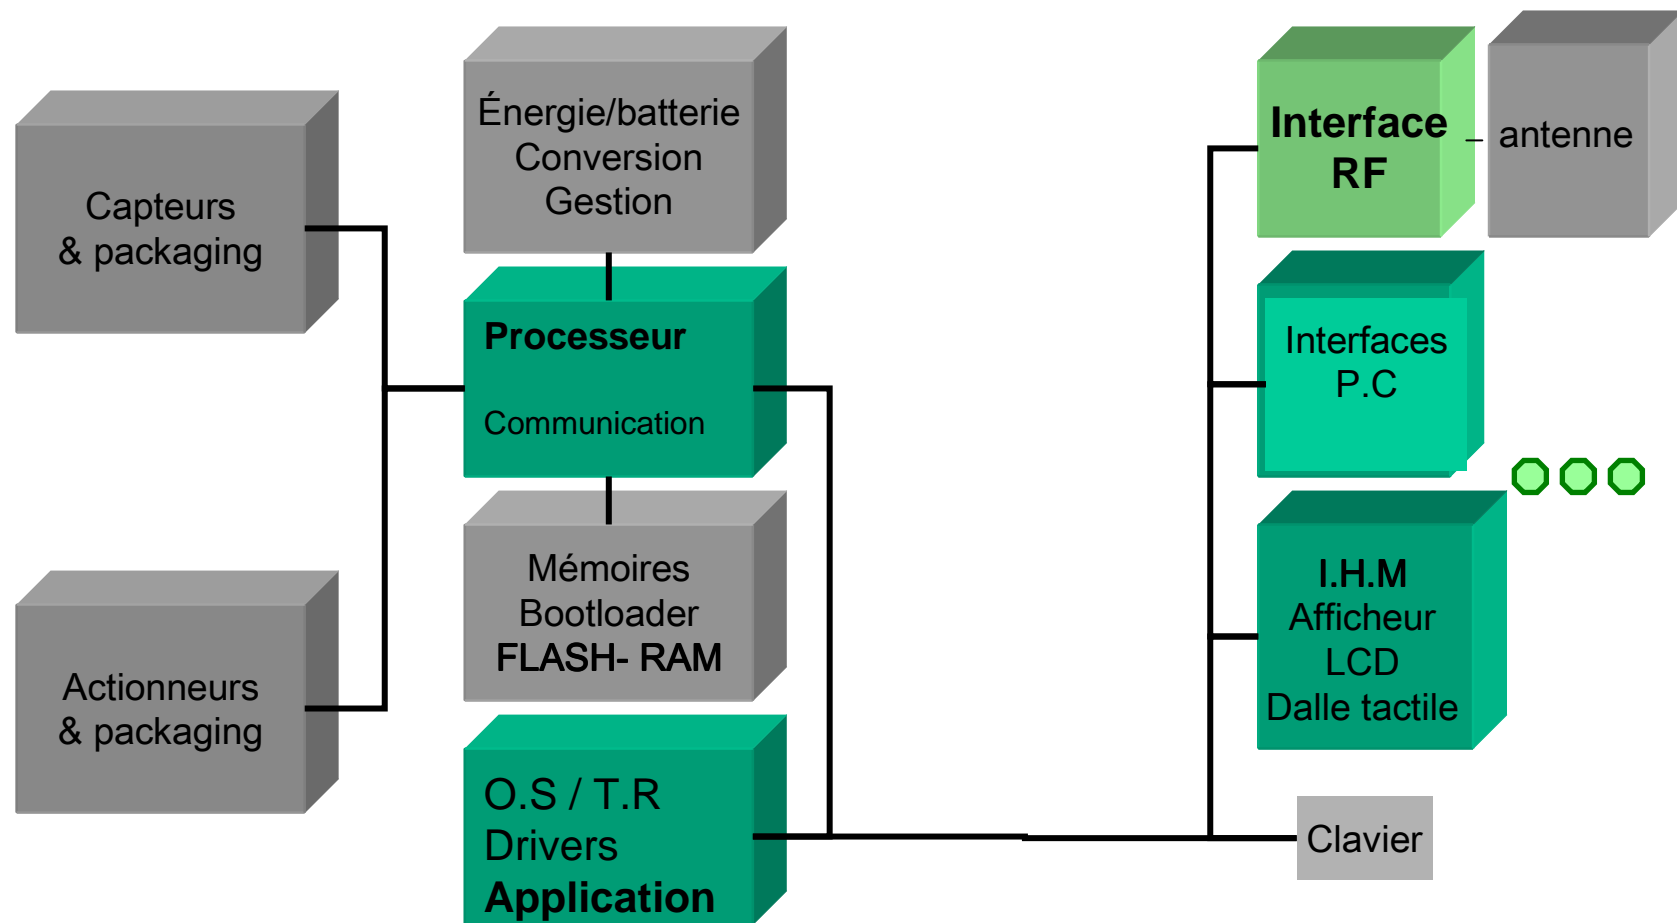 Capteurs
& packaging
Actionneurs
& packaging
Énergie/batterie
Conversion
Gestion
Processeur
Communication
Mémoires
Bootloader
FLASH- RAM
O.S / T.R
Drivers
Application
Interface
RF
antenne
Interfaces
P.C
I.H.M
Afficheur
LCD
Dalle tactile
Clavier